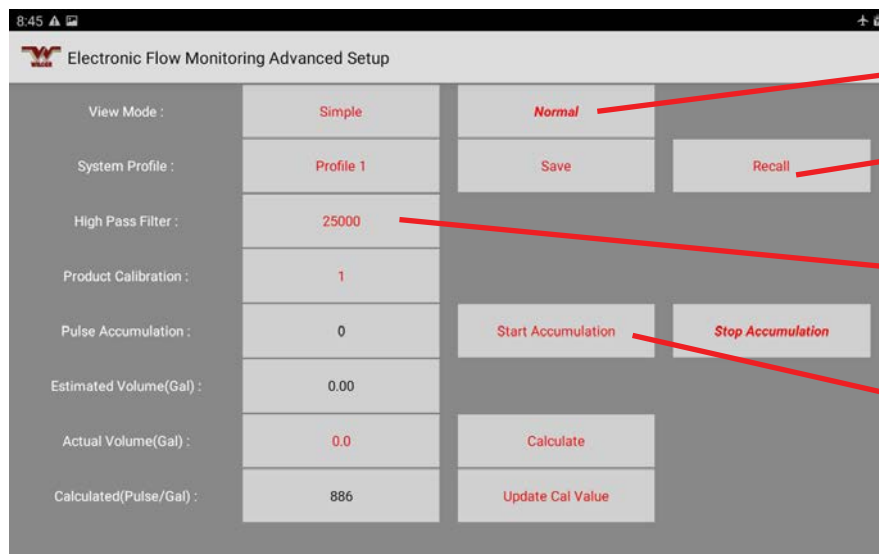 8:45
WILGER Electronic Flow Monitoring Advanced Setup
View Mode : Simple Normal
System Profile : Profile 1 Save Recall
High Pass Filter : 25000
Product Calibration : 1
Pulse Accumulation : 0 Start Accumulation Stop Accumulation
Estimated Volume(Gal) : 0.00
Actual Volume(Gal) : 0.0 Calculate
Calculated(Pulse/Gal) : 886 Update Cal Value